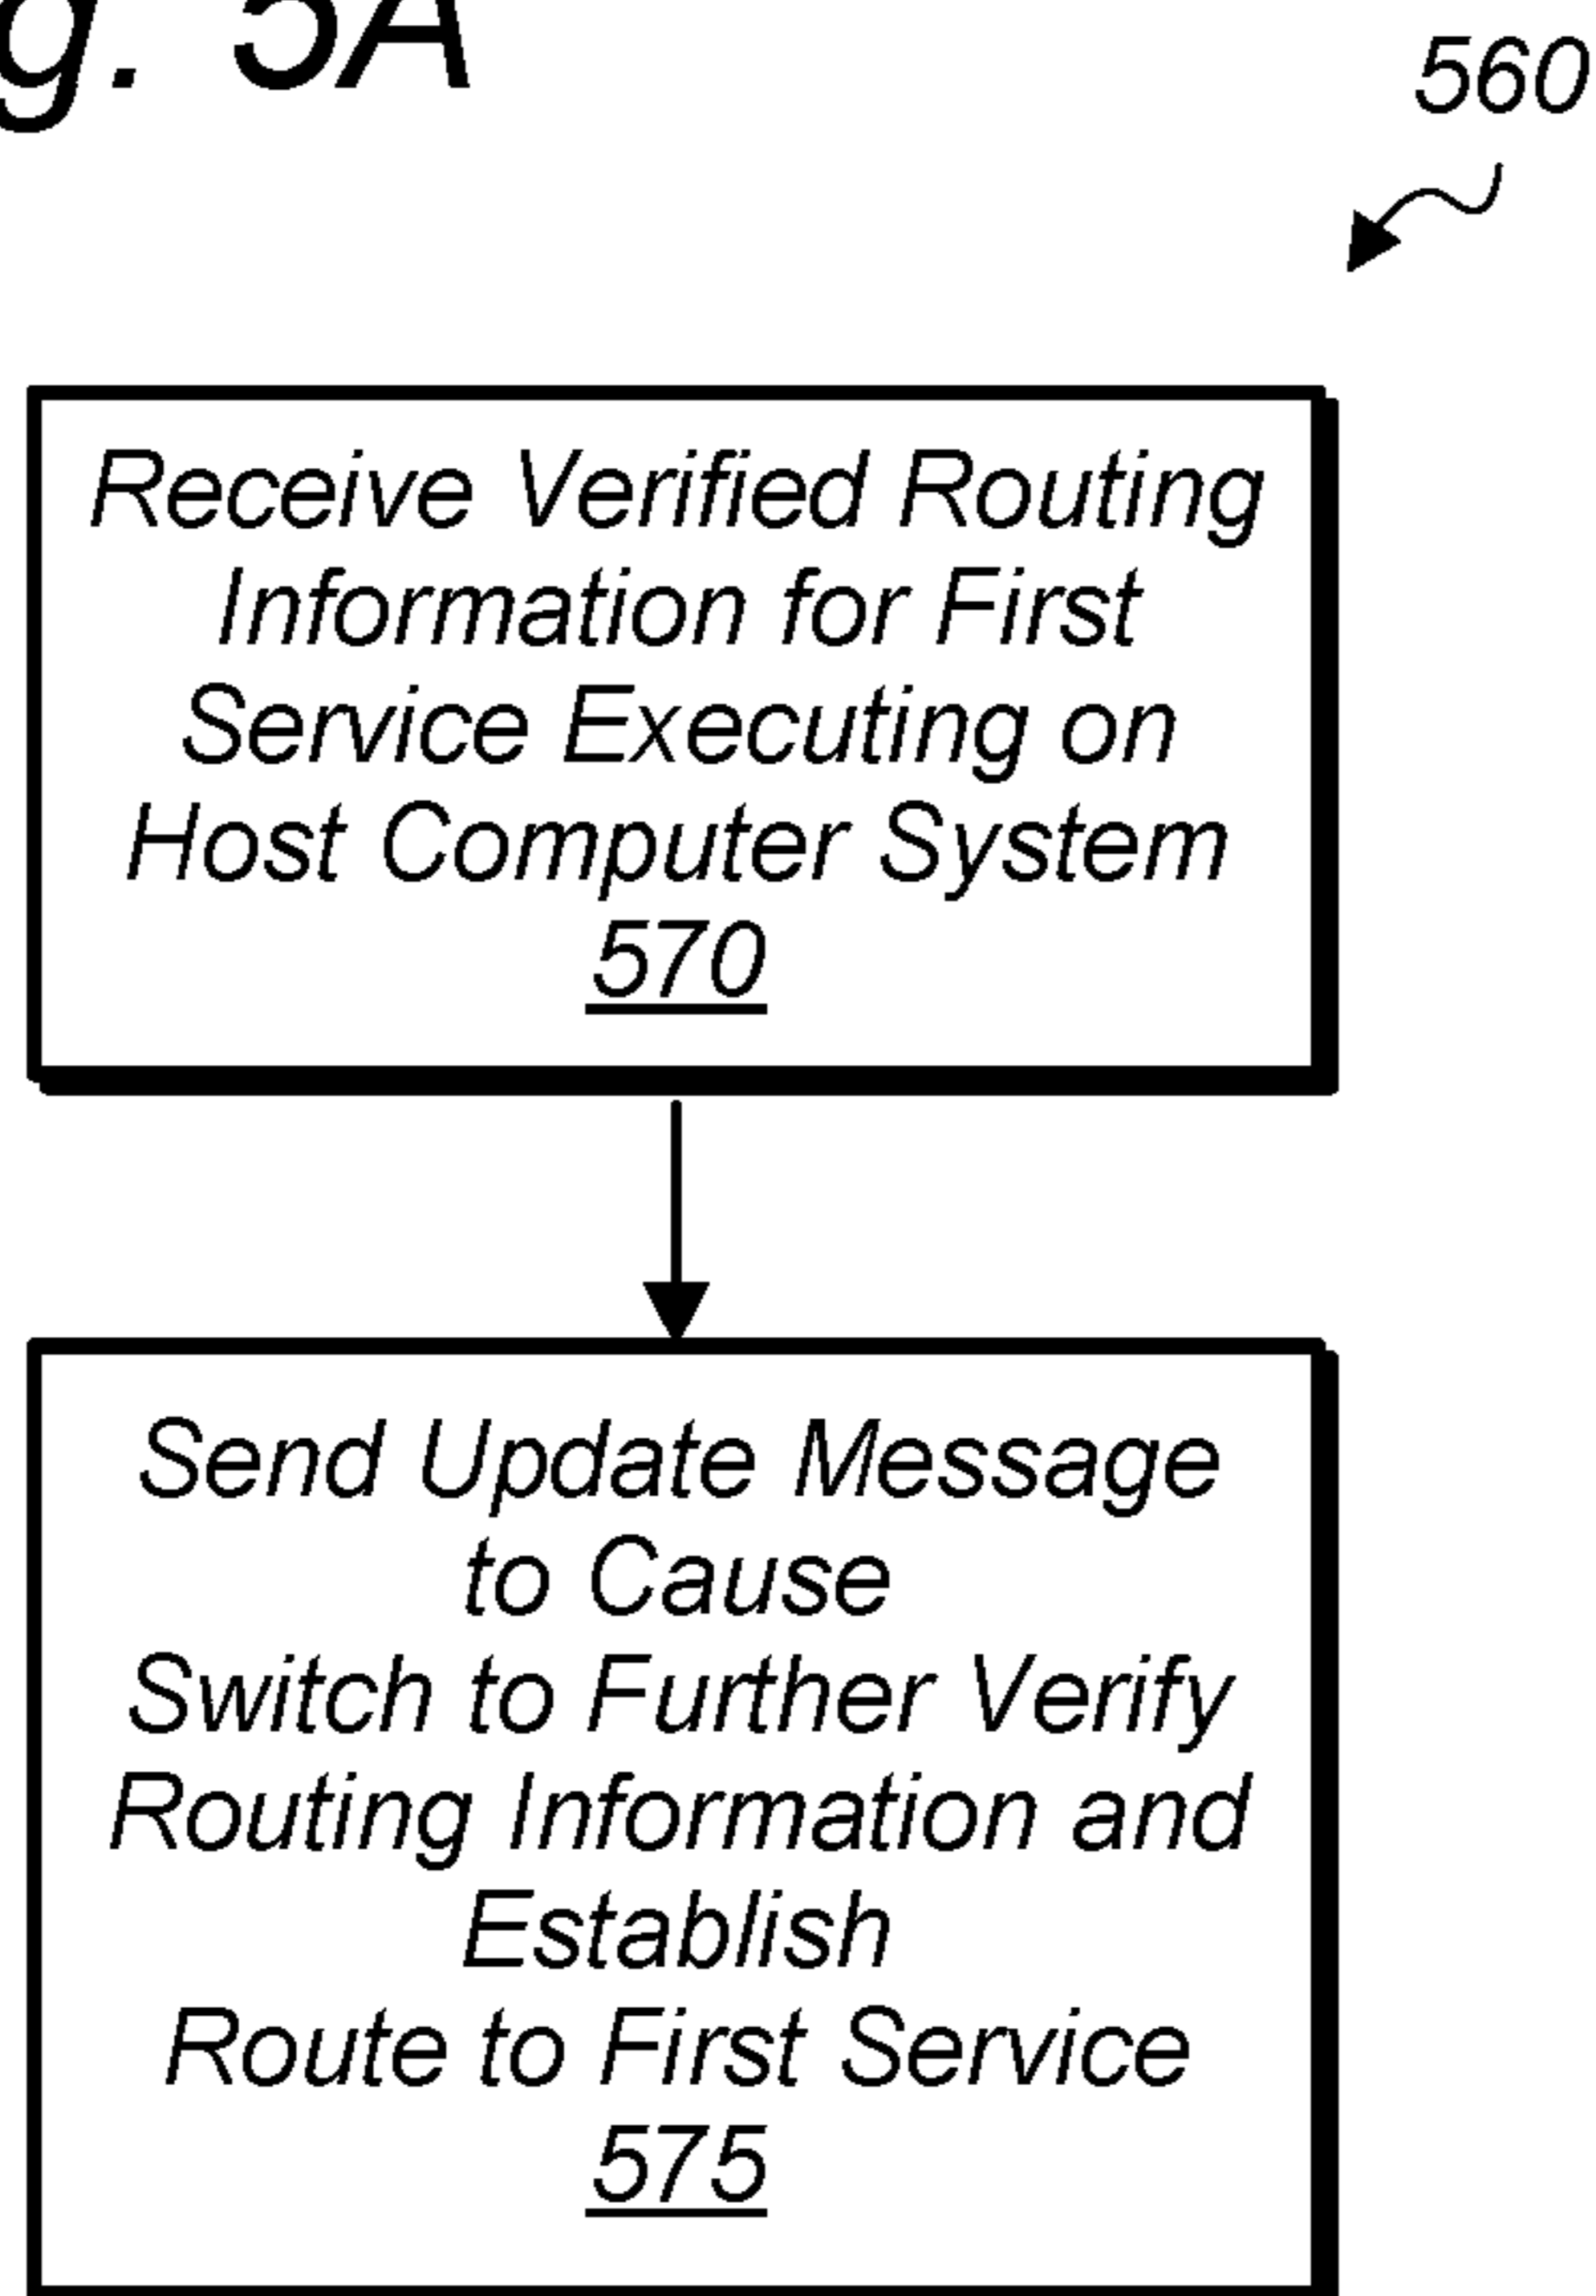 g. 5A
560
Receive Verified Routing
Information for First
Service Executing on
Host Computer System
570
Send Update Message
to Cause
Switch to Further Verify
Routing Information and
Establish
Route to First Service
575